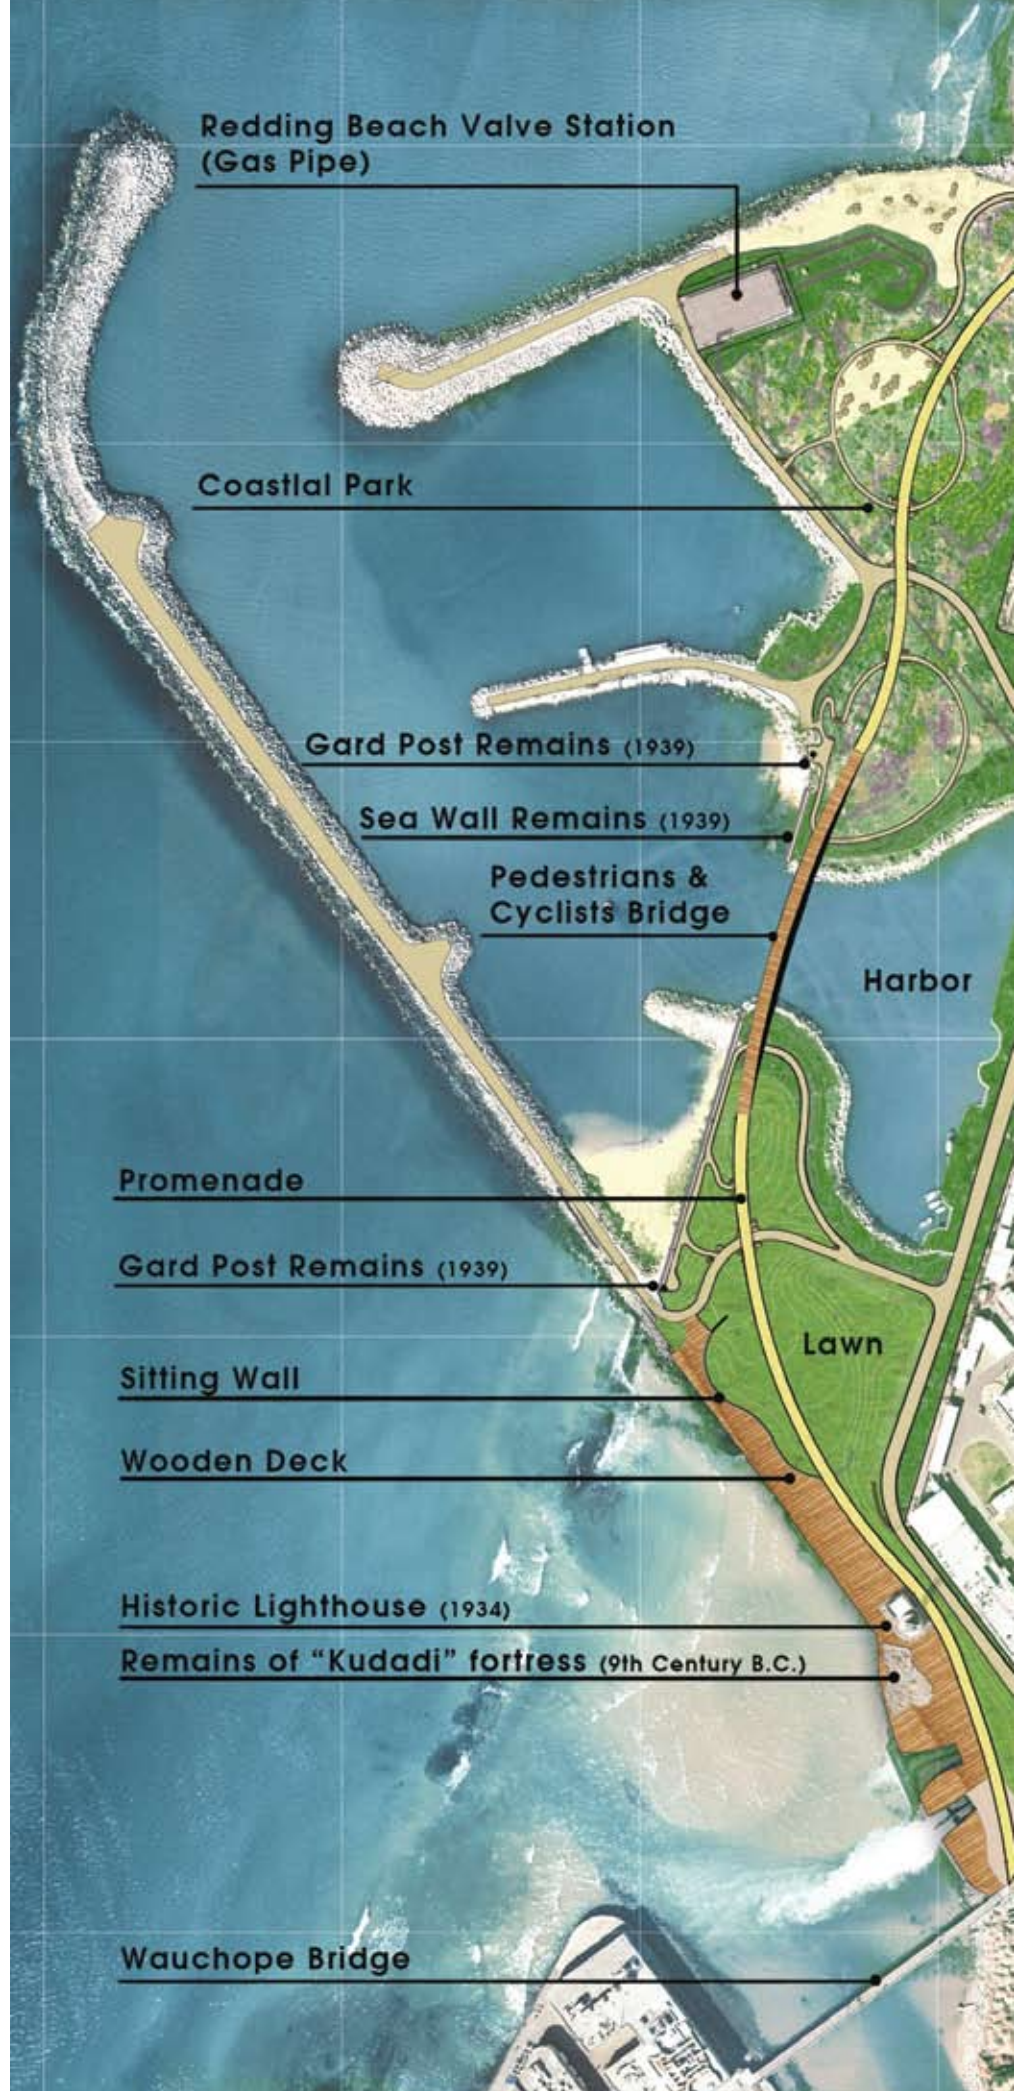 Redding Beach Valve Station
(Gas Pipe)
Coastlal Park
Gard Post Remains (1939)
Sea Wall Remains (1939)
Pedestrians &
Cyclists Bridge
Harbor
Promenade
Gard Post Remains (1939)
Lawn
Sitting Wall
Wooden Deck
Historic Lighthouse (1934)
Remains of “Kudadi” fortress (9th Century B.C.)
Wauchope Bridge